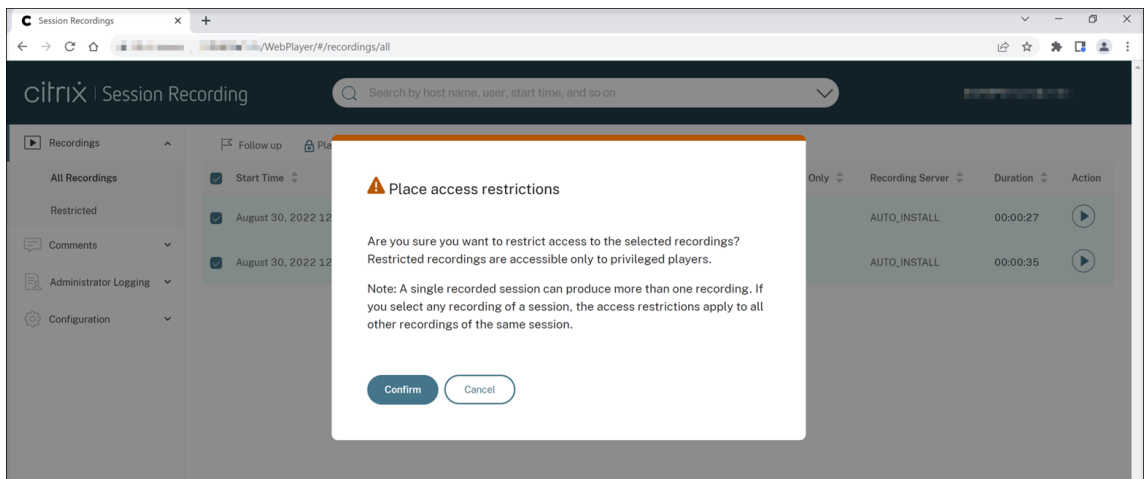 Session Recordings
/WebPlayer/#/recordings/all
citrix | Session Recording
Search by host name, user, start time, and so on
Recordings
Follow up
Place access restrictions
All Recordings
Start Time
Only
Recording Server
Duration
Action
Restricted
August 30, 2022 12
AUTO_INSTALL
00:00:27
Are you sure you want to restrict access to the selected recordings?
Restricted recordings are accessible only to privileged players.
Comments
August 30, 2022 12
AUTO_INSTALL
00:00:35
Administrator Logging
Note: A single recorded session can produce more than one recording. If
you select any recording of a session, the access restrictions apply to all
other recordings of the same session.
Configuration
Confirm
Cancel